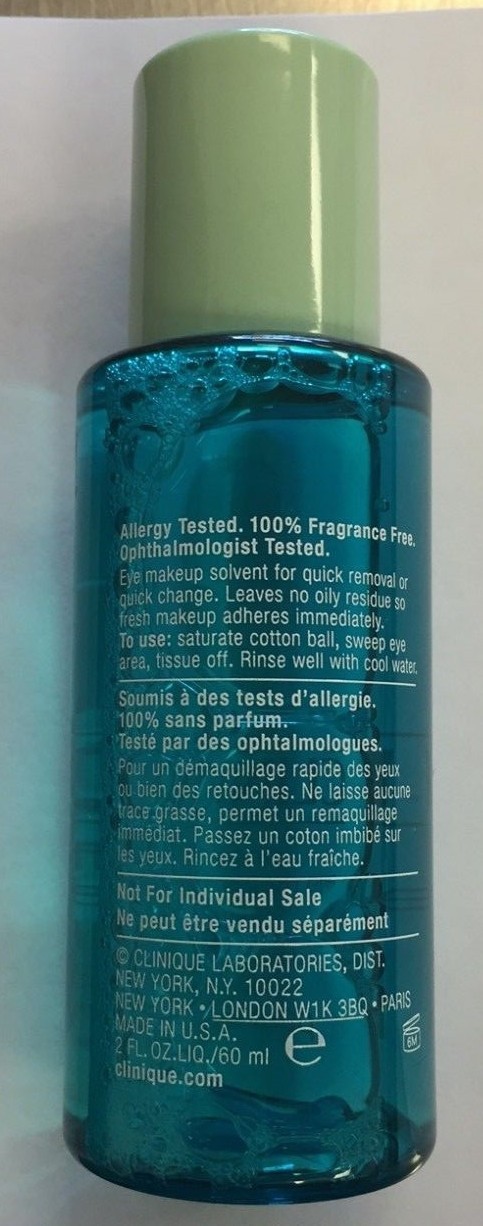 Allergy Tested. 100% Fragrance Free.
Ophthalmologist Tested.
Eye makeup solvent for quick removal or
quick change. Leaves no oily residue so
fresh makeup adheres immediately.
To use: saturate cotton ball, sweep eye
area, tissue off. Rinse well with cool water.
Soumis à des tests d'allergie.
100% sans parfum.
Testé par des ophtalmologues.
Pour un démaquillage rapide des yeux
ou bien des retouches. Ne laisse aucune
trace grasse, permet un remaquillage
immédiat. Passez un coton imbibé sur
les yeux. Rincez à l'eau fraîche.
Not For Individual Sale
Ne peut être vendu séparément
© CLINIQUE LABORATORIES, DIST.
NEW YORK, N.Y. 10022
NEW YORK • LONDON W1K 3BQ • PARIS
MADE IN U.S.A.
2 FL.OZ.LIQ./60 ml e
6M
clinique.com